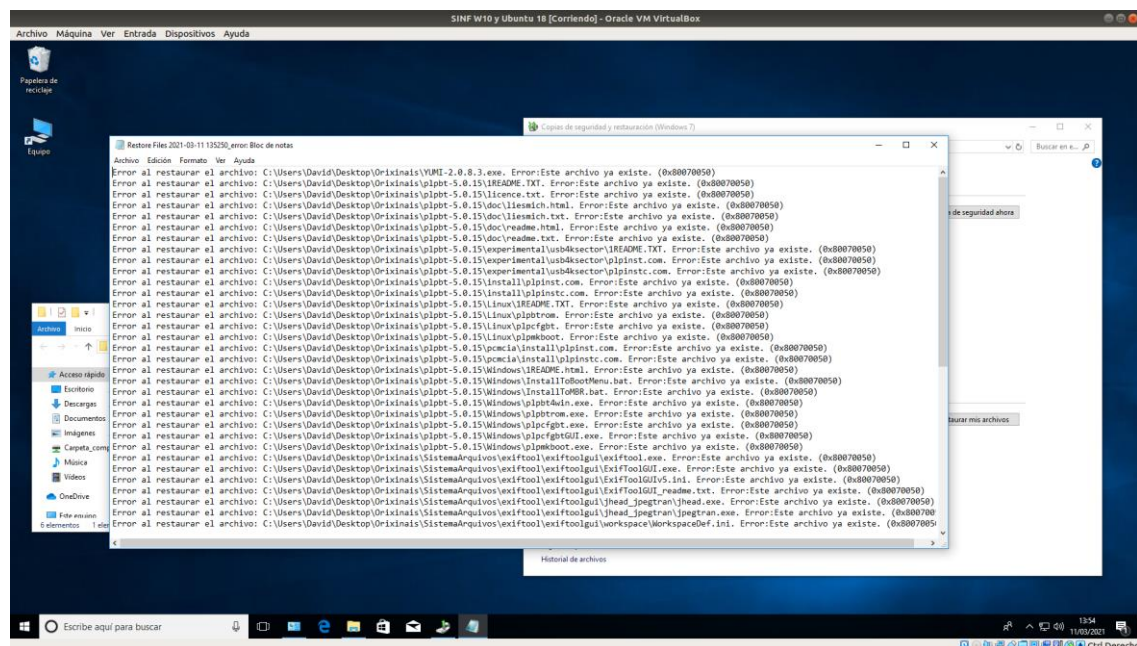 SINF W10 y Ubuntu 18 [Corriendo] - Oracle VM VirtualBox
Archivo Máquina Ver Entrada Dispositivos Ayuda
Papelera de
reciclaje
Equipo
Copias de seguridad y restauración (Windows 7)
Buscar en e...
de seguridad ahora
taurar mis archivos
Historial de archivos
Restore Files 2021-03-11 135250_error: Bloc de notas
Archivo Edición Formato Ver Ayuda
Error al restaurar el archivo: C:\Users\David\Desktop\Orixinais\YUMI-2.0.8.3.exe. Error:Este archivo ya existe. (0x80070050)
Error al restaurar el archivo: C:\Users\David\Desktop\Orixinais\plpbt-5.0.15\1README.TXT. Error:Este archivo ya existe. (0x80070050)
Error al restaurar el archivo: C:\Users\David\Desktop\Orixinais\plpbt-5.0.15\licence.txt. Error:Este archivo ya existe. (0x80070050)
Error al restaurar el archivo: C:\Users\David\Desktop\Orixinais\plpbt-5.0.15\doc\liesmich.html. Error:Este archivo ya existe. (0x80070050)
Error al restaurar el archivo: C:\Users\David\Desktop\Orixinais\plpbt-5.0.15\doc\liesmich.txt. Error:Este archivo ya existe. (0x80070050)
Error al restaurar el archivo: C:\Users\David\Desktop\Orixinais\plpbt-5.0.15\doc\readme.html. Error:Este archivo ya existe. (0x80070050)
Error al restaurar el archivo: C:\Users\David\Desktop\Orixinais\plpbt-5.0.15\doc\readme.txt. Error:Este archivo ya existe. (0x80070050)
Error al restaurar el archivo: C:\Users\David\Desktop\Orixinais\plpbt-5.0.15\experimental\usb4ksector\1README.TXT. Error:Este archivo ya existe. (0x80070050)
Error al restaurar el archivo: C:\Users\David\Desktop\Orixinais\plpbt-5.0.15\experimental\usb4ksector\plpinst.com. Error:Este archivo ya existe. (0x80070050)
Error al restaurar el archivo: C:\Users\David\Desktop\Orixinais\plpbt-5.0.15\experimental\usb4ksector\plpinstc.com. Error:Este archivo ya existe. (0x80070050)
Error al restaurar el archivo: C:\Users\David\Desktop\Orixinais\plpbt-5.0.15\install\plpinst.com. Error:Este archivo ya existe. (0x80070050)
Error al restaurar el archivo: C:\Users\David\Desktop\Orixinais\plpbt-5.0.15\install\plpinstc.com. Error:Este archivo ya existe. (0x80070050)
Error al restaurar el archivo: C:\Users\David\Desktop\Orixinais\plpbt-5.0.15\Linux\1README.TXT. Error:Este archivo ya existe. (0x80070050)
Error al restaurar el archivo: C:\Users\David\Desktop\Orixinais\plpbt-5.0.15\Linux\plpbtrom. Error:Este archivo ya existe. (0x80070050)
Error al restaurar el archivo: C:\Users\David\Desktop\Orixinais\plpbt-5.0.15\Linux\plpcfgbt. Error:Este archivo ya existe. (0x80070050)
Error al restaurar el archivo: C:\Users\David\Desktop\Orixinais\plpbt-5.0.15\Linux\plpmkboot. Error:Este archivo ya existe. (0x80070050)
Error al restaurar el archivo: C:\Users\David\Desktop\Orixinais\plpbt-5.0.15\pcmcia\install\plpinst.com. Error:Este archivo ya existe. (0x80070050)
Error al restaurar el archivo: C:\Users\David\Desktop\Orixinais\plpbt-5.0.15\pcmcia\install\plpinstc.com. Error:Este archivo ya existe. (0x80070050)
Error al restaurar el archivo: C:\Users\David\Desktop\Orixinais\plpbt-5.0.15\Windows\1README.html. Error:Este archivo ya existe. (0x80070050)
Error al restaurar el archivo: C:\Users\David\Desktop\Orixinais\plpbt-5.0.15\Windows\InstallToBootMenu.bat. Error:Este archivo ya existe. (0x80070050)
Error al restaurar el archivo: C:\Users\David\Desktop\Orixinais\plpbt-5.0.15\Windows\InstallToMBR.bat. Error:Este archivo ya existe. (0x80070050)
Error al restaurar el archivo: C:\Users\David\Desktop\Orixinais\plpbt-5.0.15\Windows\plpbt4win.exe. Error:Este archivo ya existe. (0x80070050)
Error al restaurar el archivo: C:\Users\David\Desktop\Orixinais\plpbt-5.0.15\Windows\plpbtrom.exe. Error:Este archivo ya existe. (0x80070050)
Error al restaurar el archivo: C:\Users\David\Desktop\Orixinais\plpbt-5.0.15\Windows\plpcfgbt.exe. Error:Este archivo ya existe. (0x80070050)
Error al restaurar el archivo: C:\Users\David\Desktop\Orixinais\plpbt-5.0.15\Windows\plpcfgbtGUI.exe. Error:Este archivo ya existe. (0x80070050)
Error al restaurar el archivo: C:\Users\David\Desktop\Orixinais\plpbt-5.0.15\Windows\plpmkboot.exe. Error:Este archivo ya existe. (0x80070050)
Error al restaurar el archivo: C:\Users\David\Desktop\Orixinais\SistemaArquivos\exiftool\exiftoolgui\exiftool.exe. Error:Este archivo ya existe. (0x80070050)
Error al restaurar el archivo: C:\Users\David\Desktop\Orixinais\SistemaArquivos\exiftool\exiftoolgui\ExifToolGUI.exe. Error:Este archivo ya existe. (0x80070050)
Error al restaurar el archivo: C:\Users\David\Desktop\Orixinais\SistemaArquivos\exiftool\exiftoolgui\ExifToolGUIv5.ini. Error:Este archivo ya existe. (0x80070050)
Error al restaurar el archivo: C:\Users\David\Desktop\Orixinais\SistemaArquivos\exiftool\exiftoolgui\ExifToolGUI_readme.txt. Error:Este archivo ya existe. (0x80070050)
Error al restaurar el archivo: C:\Users\David\Desktop\Orixinais\SistemaArquivos\exiftool\exiftoolgui\jhead_jpegtran\jhead.exe. Error:Este archivo ya existe. (0x80070050)
Error al restaurar el archivo: C:\Users\David\Desktop\Orixinais\SistemaArquivos\exiftool\exiftoolgui\jhead_jpegtran\jpegtran.exe. Error:Este archivo ya existe. (0x800700
Error al restaurar el archivo: C:\Users\David\Desktop\Orixinais\SistemaArquivos\exiftool\exiftoolgui\workspace\WorkspaceDef.ini. Error:Este archivo ya existe. (0x8007005
Archivo Inicio
Acceso rápido
Escritorio
Descargas
Documentos
Imágenes
Carpeta_comp
Música
Vídeos
OneDrive
Este equipo
6 elementos 1 ele
Escribe aquí para buscar
13:54
11/03/2021
Ctrl Derecho